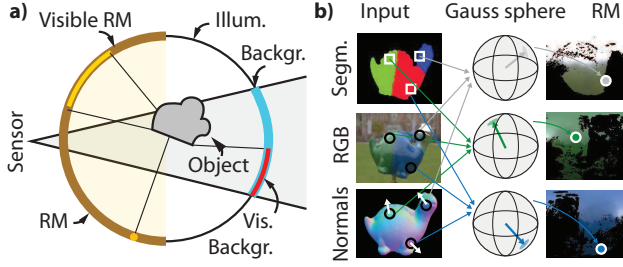 a)
Visible RM
Illum.
Backgr.
Sensor
Object
RM
Vis.
Backgr.
b)
Input
Gauss sphere
RM
Segm.
RGB
Normals